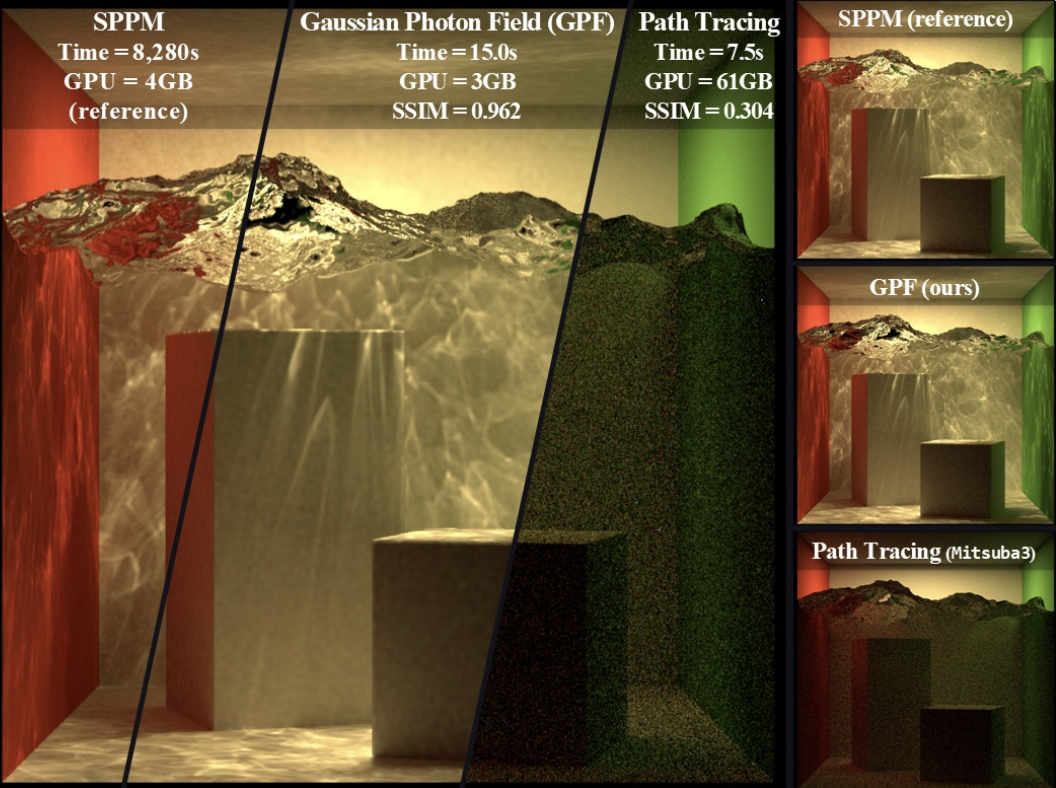 SPPM
Time = 8,280s
GPU = 4GB
(reference)
Gaussian Photon Field (GPF)
Time = 15.0s
GPU = 3GB
SSIM = 0.962
Path Tracing
Time = 7.5s
GPU = 61GB
SSIM = 0.304
SPPM (reference)
GPF (ours)
Path Tracing (Mitsuba3)